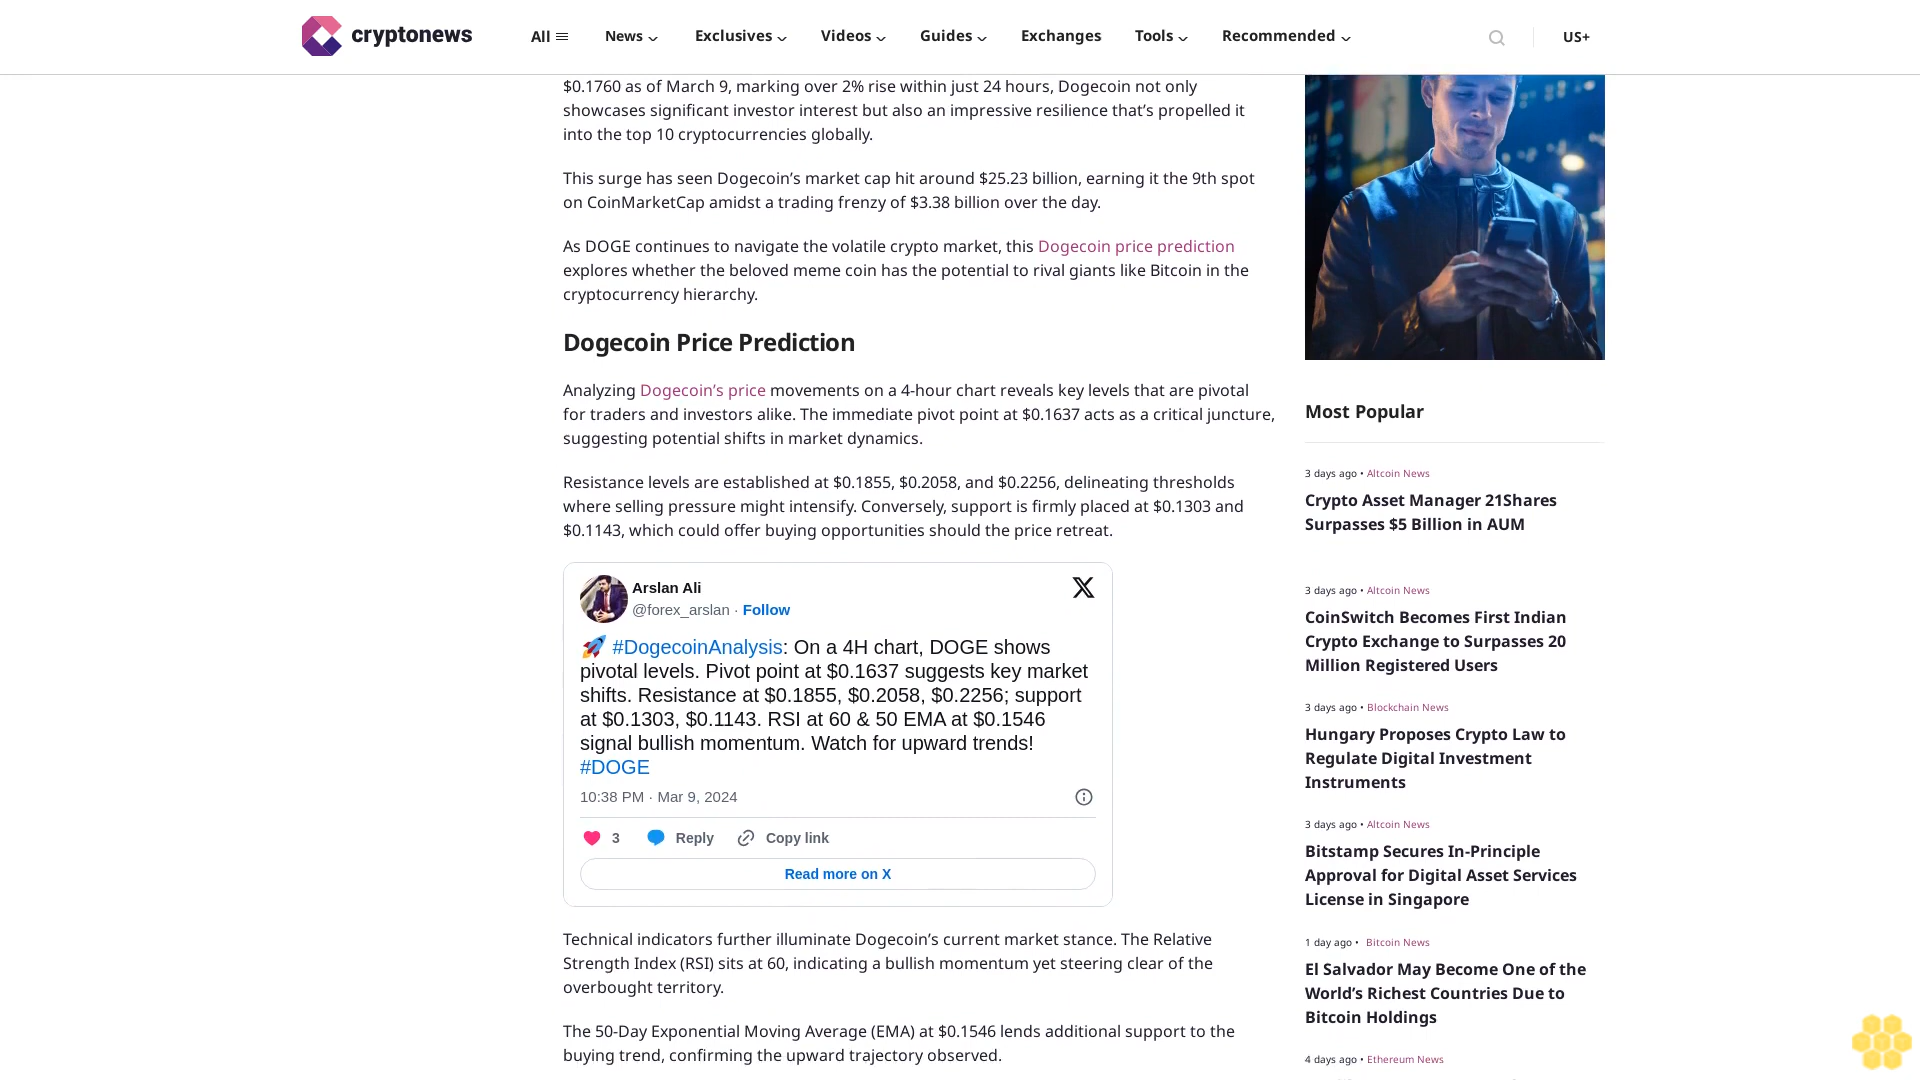 cryptonews
All
News
Exclusives
Videos
Guides
Exchanges
Tools
Recommended
US+
$0.1760 as of March 9, marking over 2% rise within just 24 hours, Dogecoin not only
showcases significant investor interest but also an impressive resilience that’s propelled it
into the top 10 cryptocurrencies globally.
This surge has seen Dogecoin’s market cap hit around $25.23 billion, earning it the 9th spot
on CoinMarketCap amidst a trading frenzy of $3.38 billion over the day.
As DOGE continues to navigate the volatile crypto market, this Dogecoin price prediction
explores whether the beloved meme coin has the potential to rival giants like Bitcoin in the
cryptocurrency hierarchy.
Dogecoin Price Prediction
Analyzing Dogecoin’s price movements on a 4-hour chart reveals key levels that are pivotal
for traders and investors alike. The immediate pivot point at $0.1637 acts as a critical juncture,
suggesting potential shifts in market dynamics.
Resistance levels are established at $0.1855, $0.2058, and $0.2256, delineating thresholds
where selling pressure might intensify. Conversely, support is firmly placed at $0.1303 and
$0.1143, which could offer buying opportunities should the price retreat.
Arslan Ali
@forex_arslan · Follow
🚀 #DogecoinAnalysis: On a 4H chart, DOGE shows
pivotal levels. Pivot point at $0.1637 suggests key market
shifts. Resistance at $0.1855, $0.2058, $0.2256; support
at $0.1303, $0.1143. RSI at 60 & 50 EMA at $0.1546
signal bullish momentum. Watch for upward trends!
#DOGE
10:38 PM · Mar 9, 2024
3 Reply Copy link
Read more on X
Technical indicators further illuminate Dogecoin’s current market stance. The Relative
Strength Index (RSI) sits at 60, indicating a bullish momentum yet steering clear of the
overbought territory.
The 50-Day Exponential Moving Average (EMA) at $0.1546 lends additional support to the
buying trend, confirming the upward trajectory observed.
Most Popular
3 days ago • Altcoin News
Crypto Asset Manager 21Shares
Surpasses $5 Billion in AUM
3 days ago • Altcoin News
CoinSwitch Becomes First Indian
Crypto Exchange to Surpasses 20
Million Registered Users
3 days ago • Blockchain News
Hungary Proposes Crypto Law to
Regulate Digital Investment
Instruments
3 days ago • Altcoin News
Bitstamp Secures In-Principle
Approval for Digital Asset Services
License in Singapore
1 day ago • Bitcoin News
El Salvador May Become One of the
World’s Richest Countries Due to
Bitcoin Holdings
4 days ago • Ethereum News